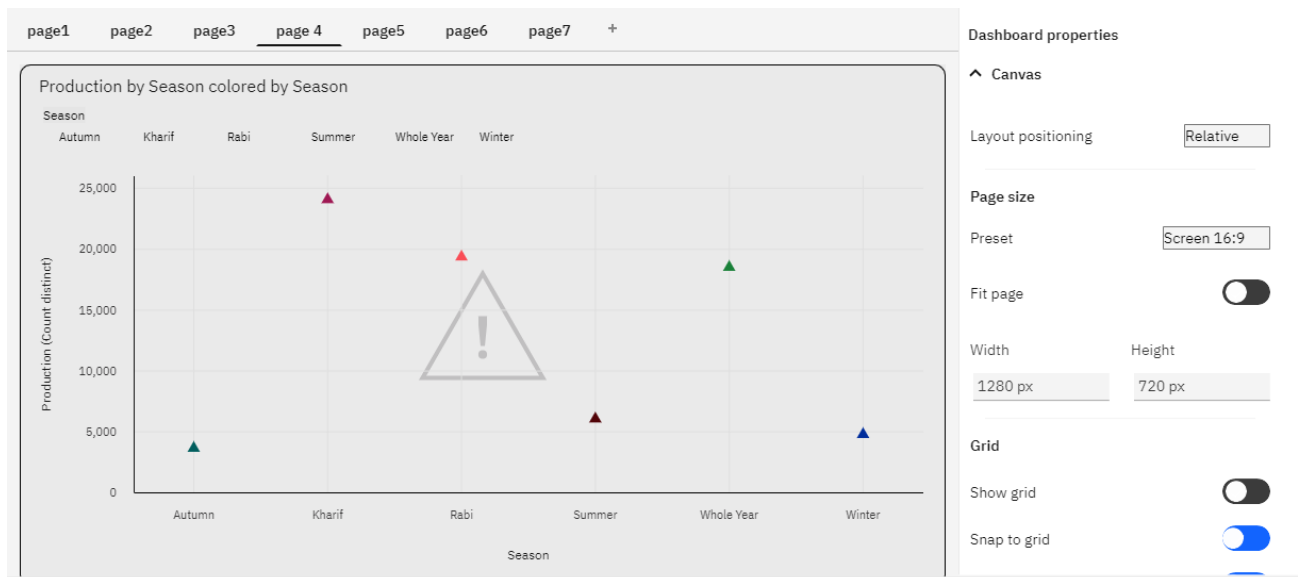 page1 page2 page3 page 4 page5 page6 page7 +
Production by Season colored by Season
Season
Autumn Kharif Rabi Summer Whole Year Winter
25,000
20,000
15,000
10,000
5,000
0
Production (Count distinct)
!
Autumn Kharif Rabi Summer Whole Year Winter
Season
Dashboard properties
Canvas
Layout positioning Relative
Page size
Preset Screen 16:9
Fit page
Width Height
1280 px 720 px
Grid
Show grid
Snap to grid